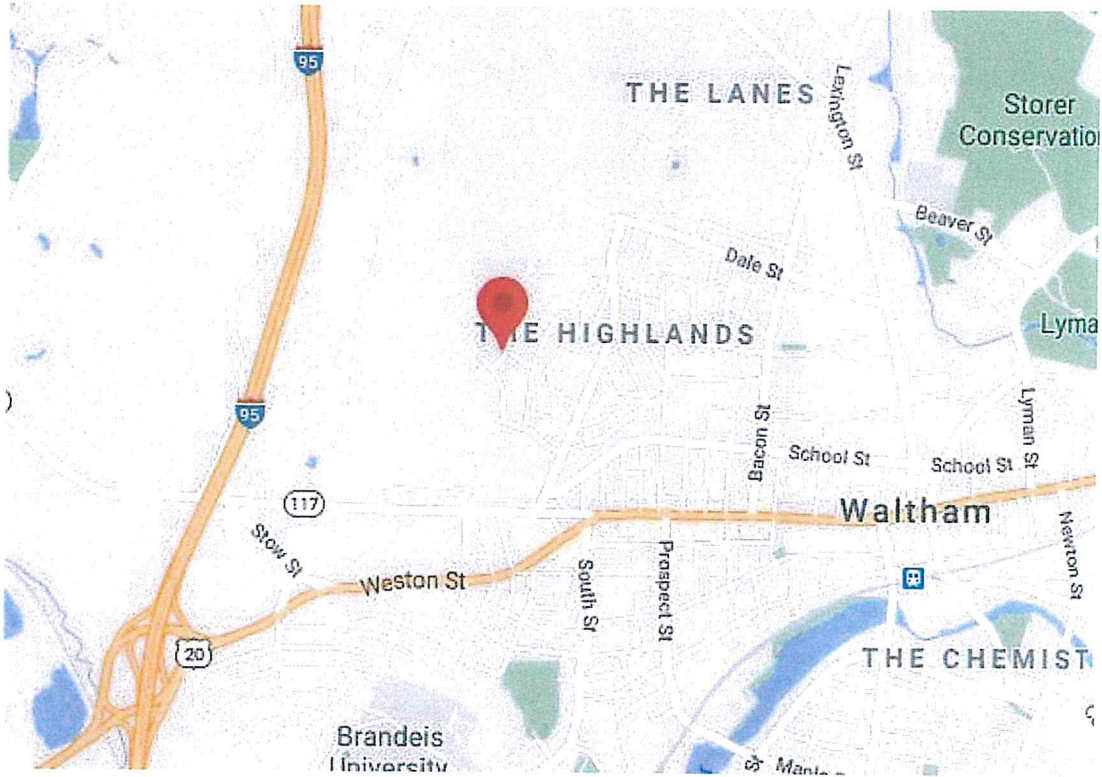 95
THE LANES
Lexington St
Storer
Conservatio
Beaver St
Dale St
THE HIGHLANDS
Lyma
95
Bacon St
Lyman St
School St
School St
117
Waltham
Stow St
Weston St
South St
Prospect St
Newton St
20
THE CHEMIST
Brandeis
University
St